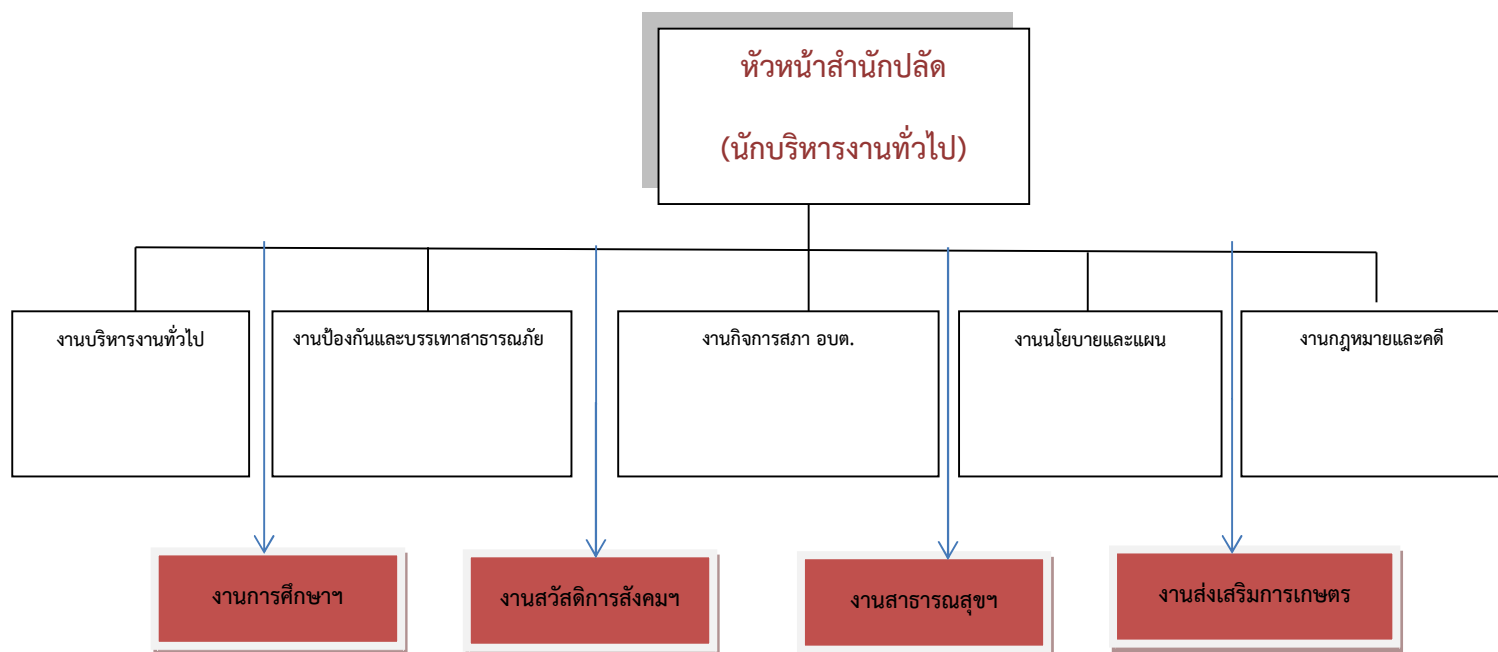 หัวหน้าสำนักปลัด
(นักบริหารงานทั่วไป)
งานบริหารงานทั่วไป
งานป้องกันและบรรเทาสาธารณภัย
งานกิจการสภา อบต.
งานนโยบายและแผน
งานกฎหมายและคดี
งานการศึกษาฯ
งานสวัสดิการสังคมฯ
งานสาธารณสุขฯ
งานส่งเสริมการเกษตร